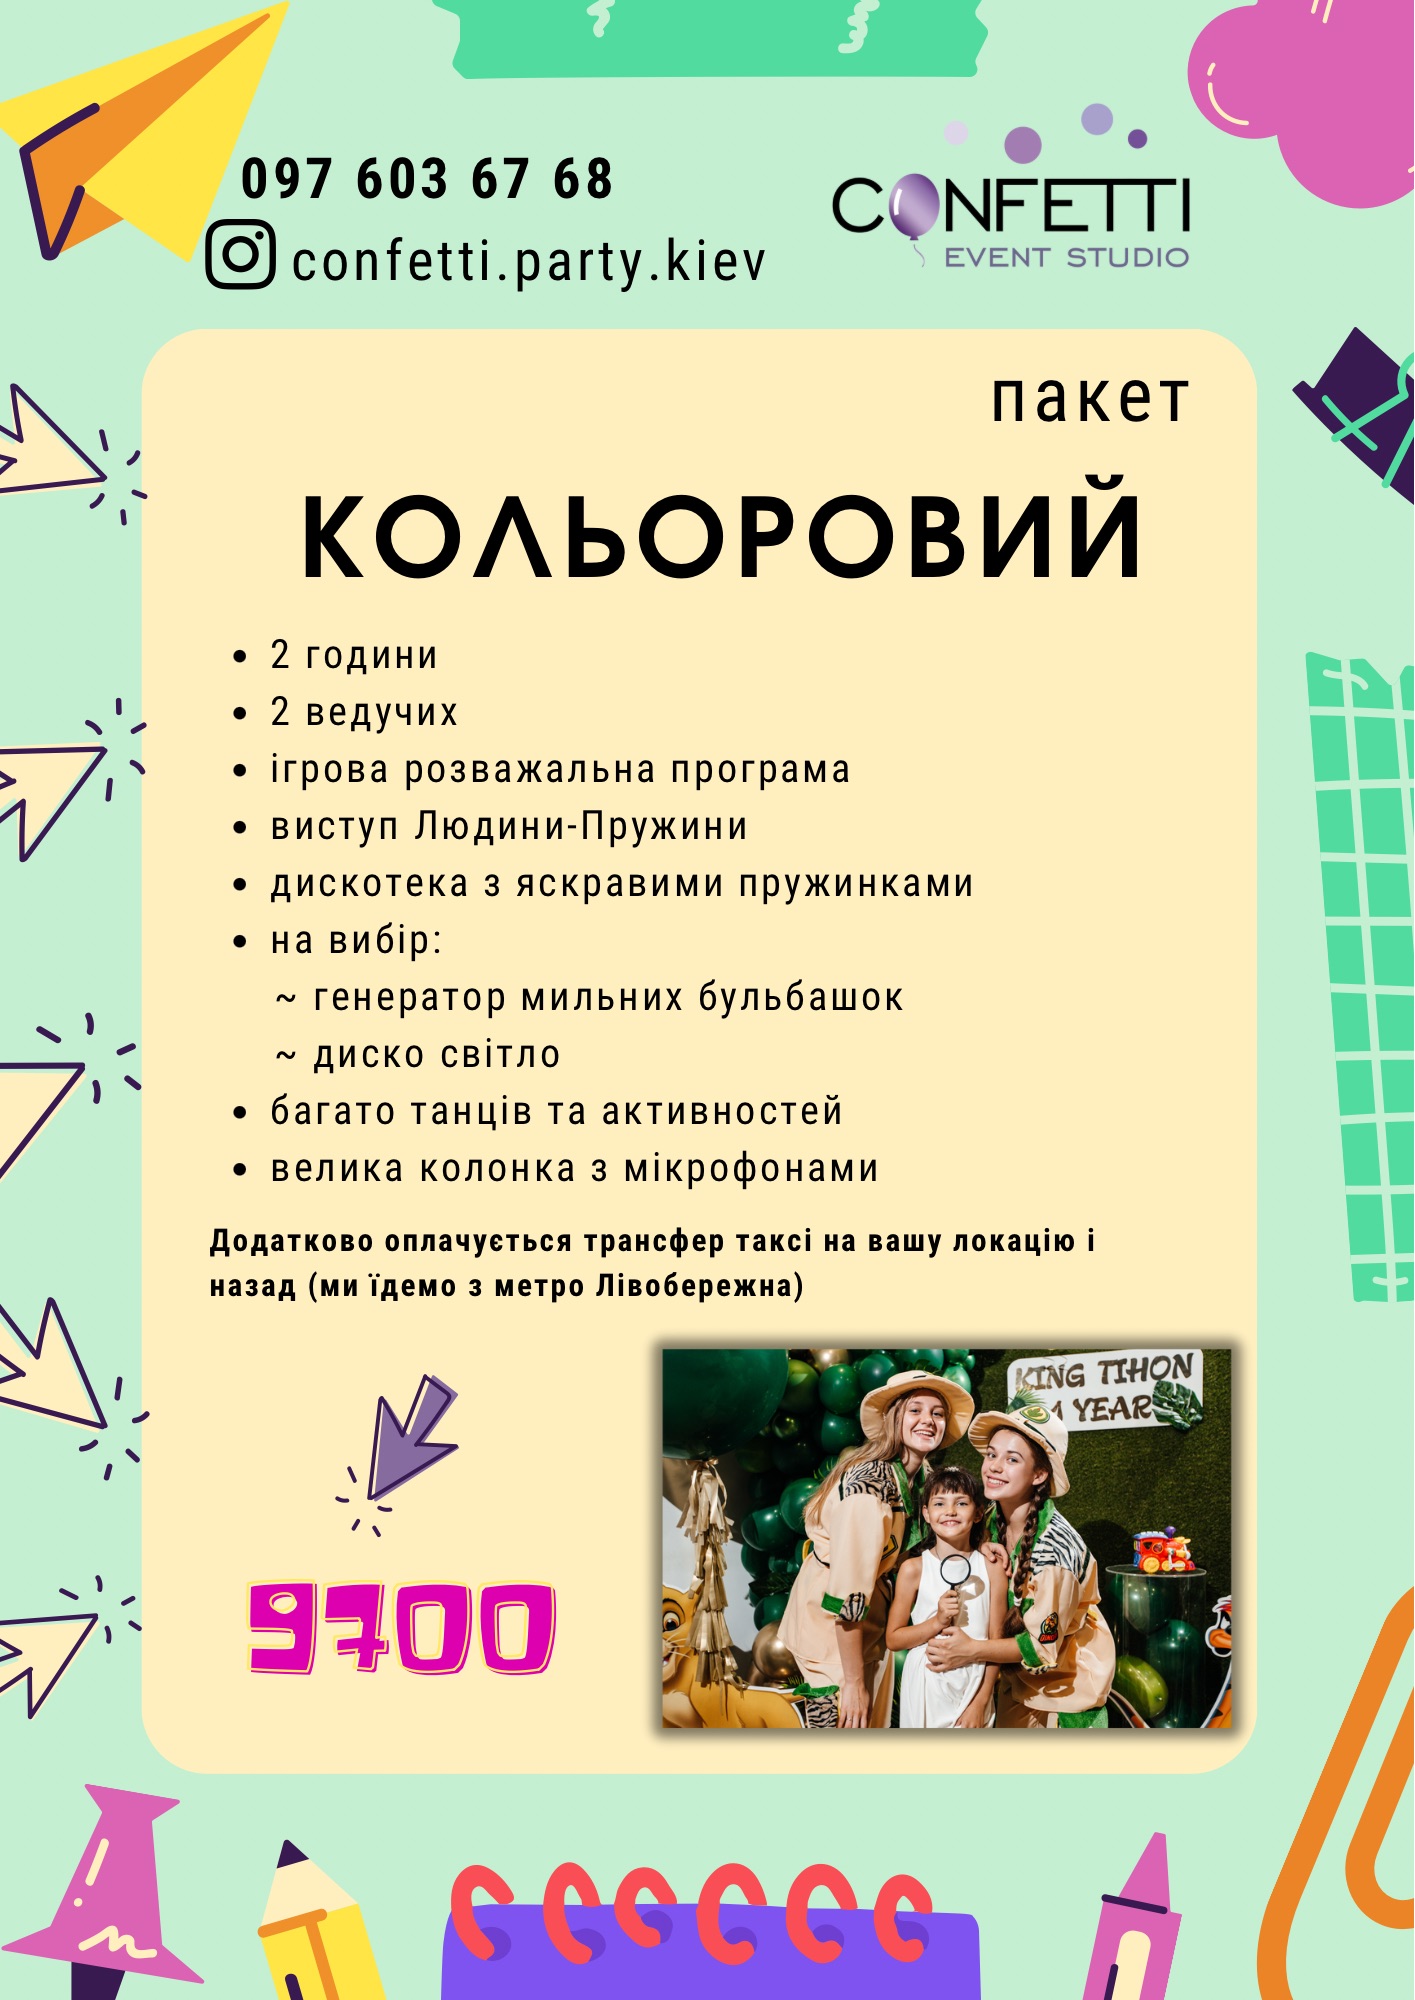 097 603 67 68
confetti.party.kiev
CONFETTI
EVENT STUDIO
пакет
КОЛЬОРОВИЙ
• 2 години
• 2 ведучих
• ігрова розважальна програма
• виступ Людини-Пружини
• дискотека з яскравими пружинками
• на вибір:
~ генератор мильних бульбашок
~ диско світло
• багато танців та активностей
• велика колонка з мікрофонами
Додатково оплачується трансфер таксі на вашу локацію і
назад (ми їдемо з метро Лівобережна)
KING TIHON
1 YEAR
9700